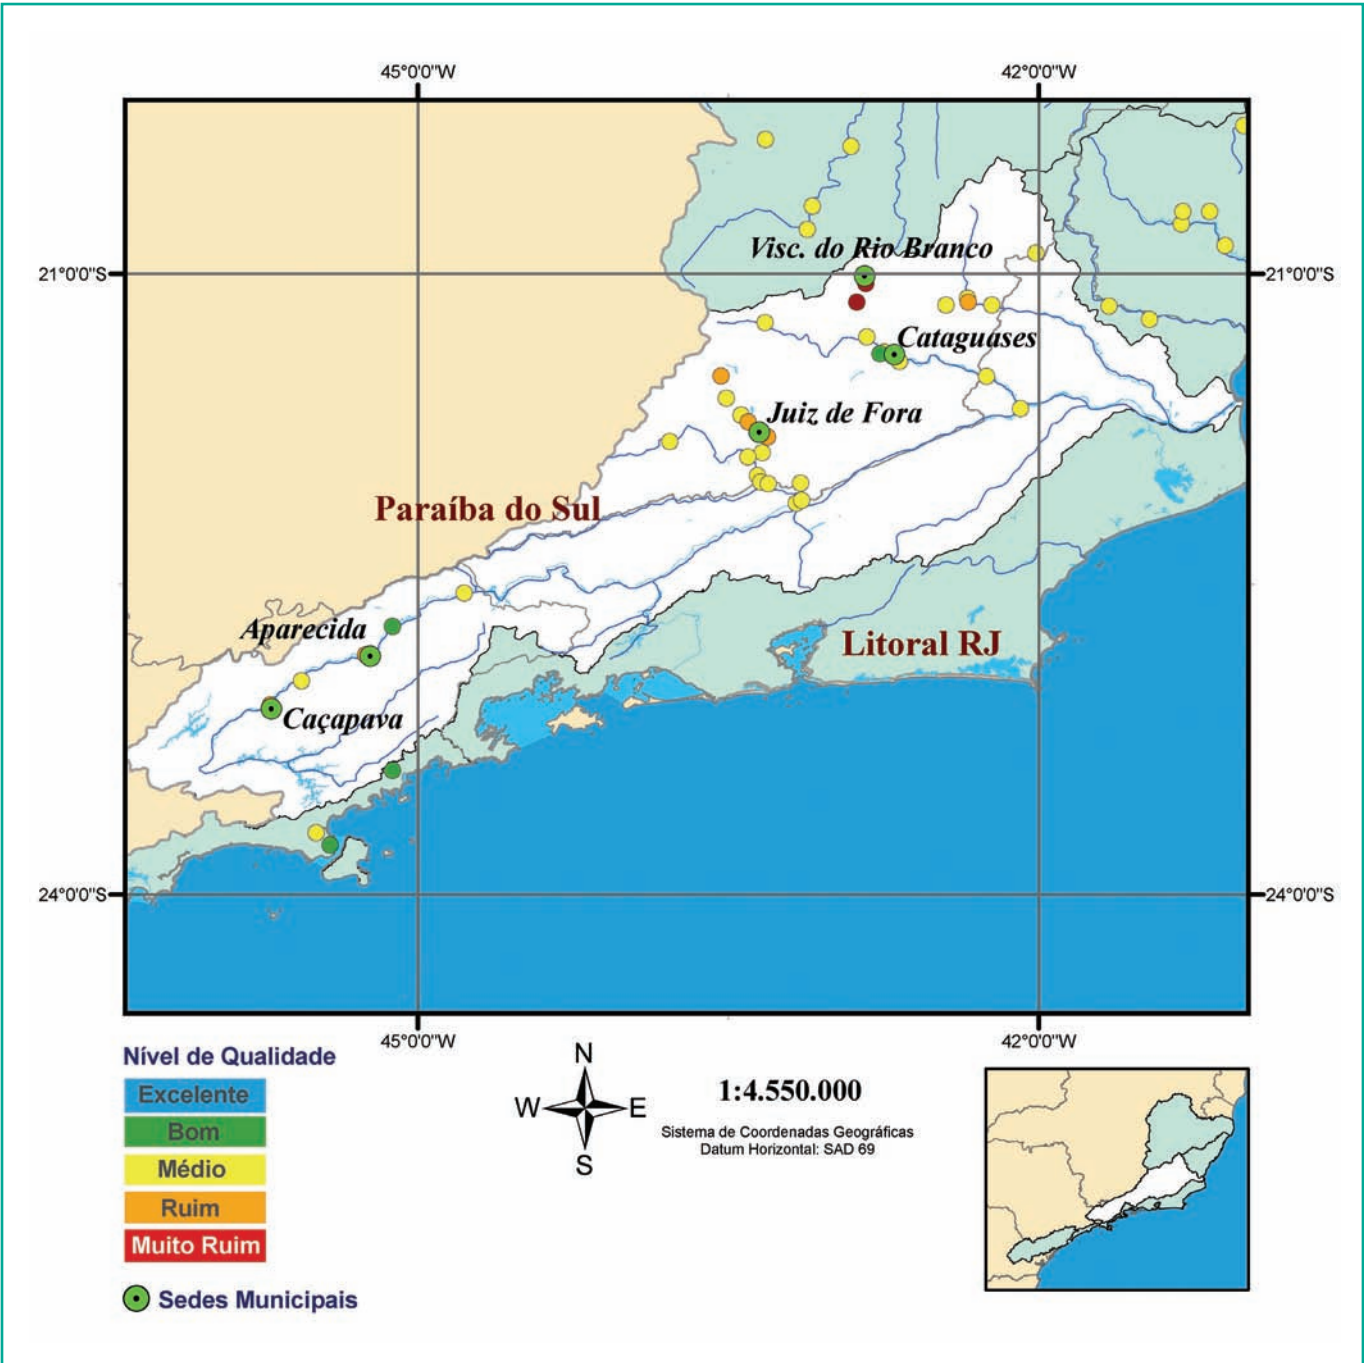 45°0'0"W
42°0'0"W
Visc. do Rio Branco
21°0'0"S
21°0'0"S
Cataguases
Juiz de Fora
Paraíba do Sul
Aparecida
Litoral RJ
Caçapava
24°0'0"S
24°0'0"S
45°0'0"W
42°0'0"W
Nível de Qualidade
Excelente
Bom
Médio
Ruim
Muito Ruim
Sedes Municipais
N
W
E
S
1:4.550.000
Sistema de Coordenadas Geográficas
Datum Horizontal: SAD 69